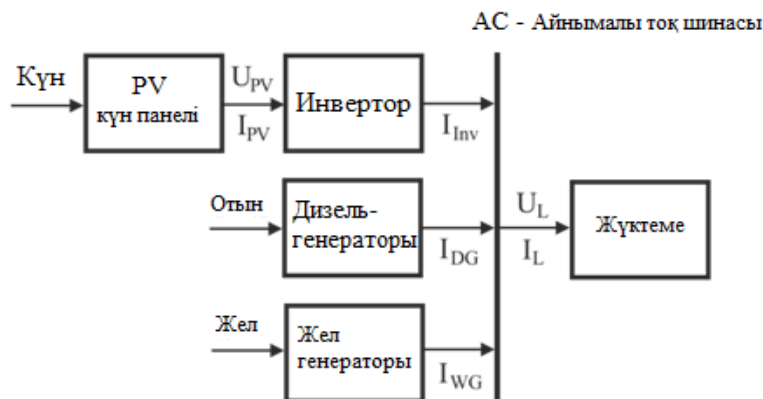 АС - Айнымалы тоқ шинасы
Күн
PV
күн панелі
U_PV
I_PV
Инвертор
I_Inv
Отын
Дизель-
генераторы
I_DG
U_L
I_L
Жүктеме
Жел
Жел
генераторы
I_WG